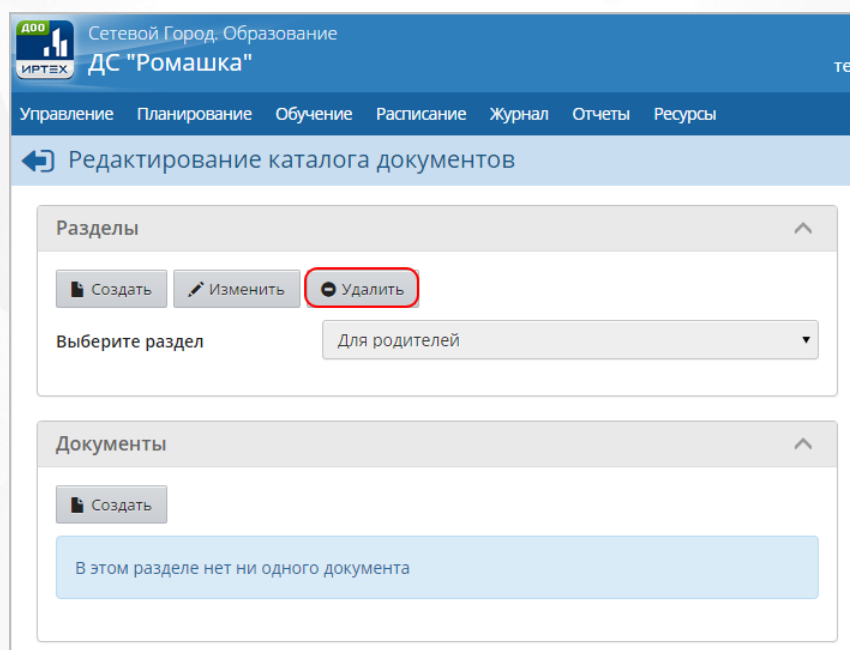 ДОО
ИРТЕХ
Сетевой Город. Образование
ДС "Ромашка"
те
Управление Планирование Обучение Расписание Журнал Отчеты Ресурсы
Редактирование каталога документов
Разделы
Создать Изменить Удалить
Выберите раздел Для родителей
Документы
Создать
В этом разделе нет ни одного документа